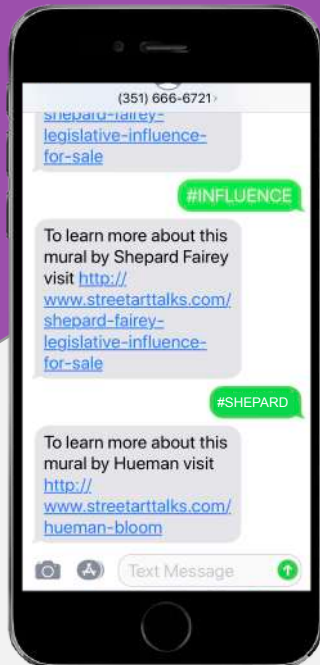 (351) 666-6721 >
shepard-fairey-
legislative-influence-
for-sale
#INFLUENCE
To learn more about this
mural by Shepard Fairey
visit http://
www.streetarttalks.com/
shepard-fairey-
legislative-influence-
for-sale
#SHEPARD
To learn more about this
mural by Hueman visit
http://
www.streetarttalks.com/
hueman-bloom
Text Message